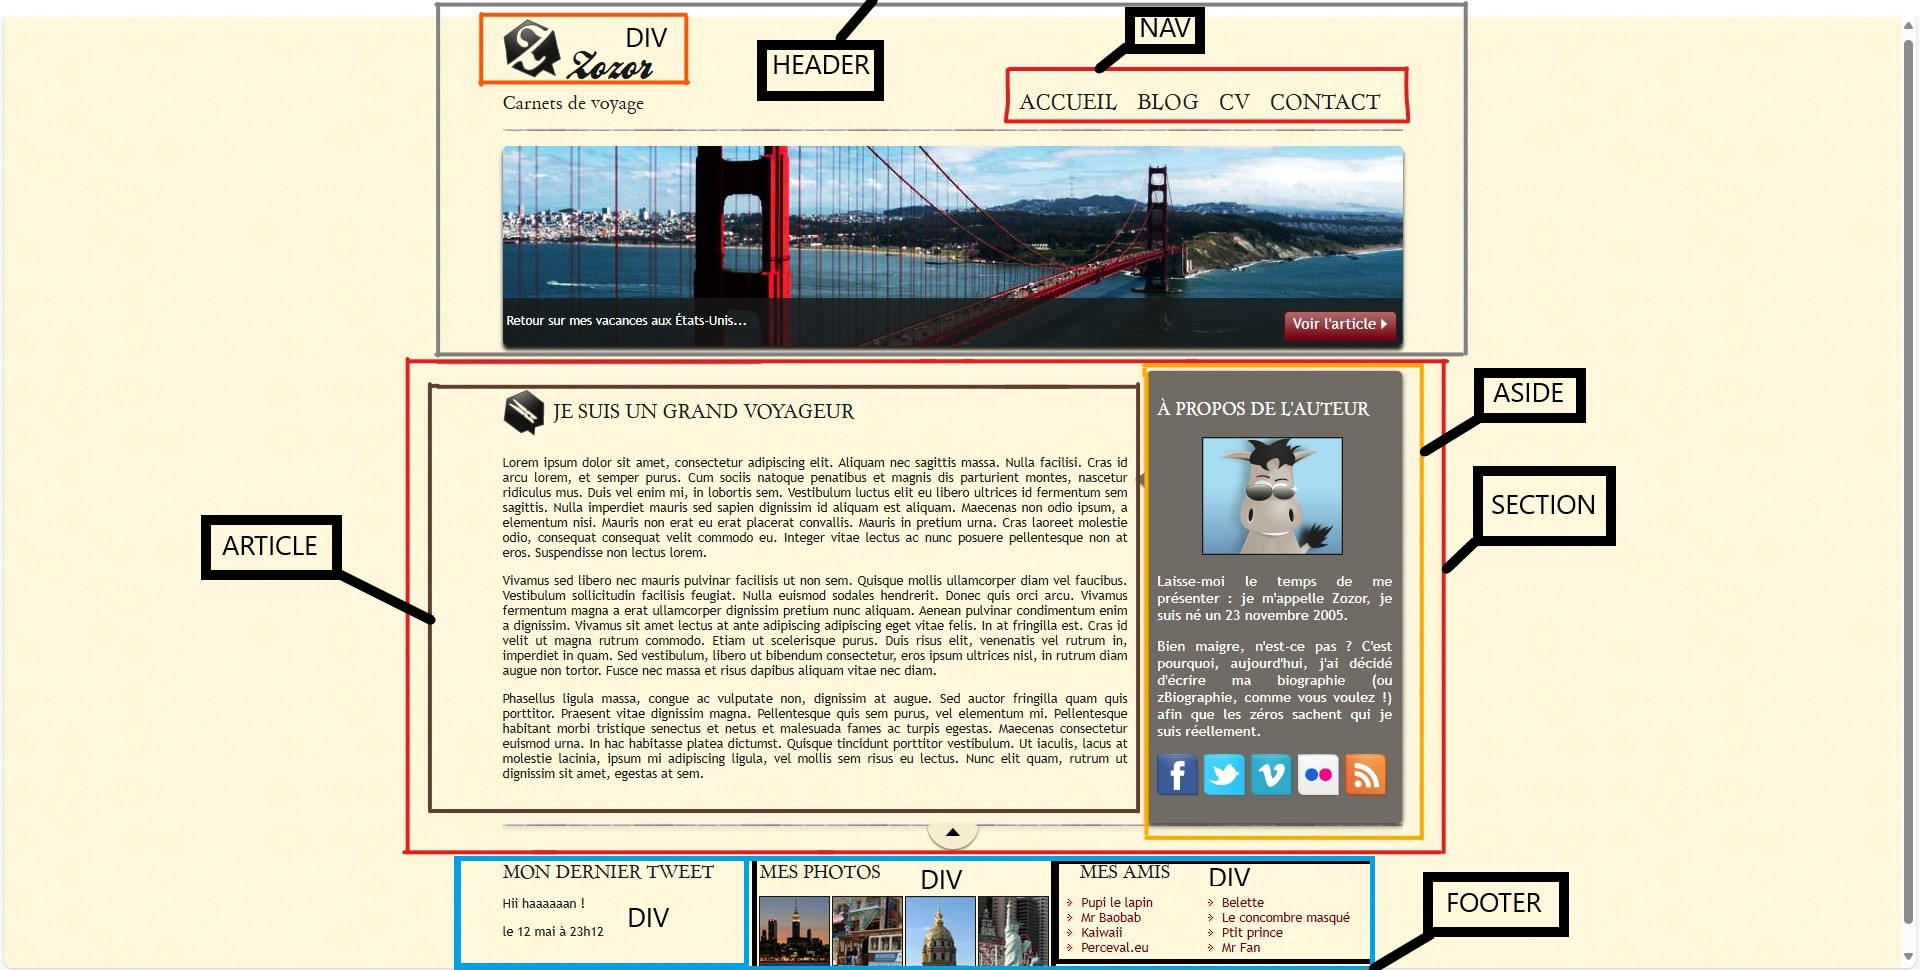 DIV
Zozor
Carnets de voyage
HEADER
NAV
ACCUEIL BLOG CV CONTACT
Retour sur mes vacances aux États-Unis...
Voir l'article
ARTICLE
JE SUIS UN GRAND VOYAGEUR
Lorem ipsum dolor sit amet, consectetur adipiscing elit. Aliquam nec sagittis massa. Nulla facilisi. Cras id
arcu lorem, et semper purus. Cum sociis natoque penatibus et magnis dis parturient montes, nascetur
ridiculus mus. Duis vel enim mi, in lobortis sem. Vestibulum luctus elit eu libero ultrices id fermentum sem
sagittis. Nulla imperdiet mauris sed sapien dignissim id aliquam est aliquam. Maecenas non odio ipsum, a
elementum nisi. Mauris non erat eu erat placerat convallis. Mauris in pretium urna. Cras laoreet molestie
odio, consequat consequat velit commodo eu. Integer vitae lectus ac nunc posuere pellentesque non at
eros. Suspendisse non lectus lorem.
Vivamus sed libero nec mauris pulvinar facilisis ut non sem. Quisque mollis ullamcorper diam vel faucibus.
Vestibulum sollicitudin facilisis feugiat. Nulla euismod sodales hendrerit. Donec quis orci arcu. Vivamus
fermentum magna a erat ullamcorper dignissim pretium nunc aliquam. Aenean pulvinar condimentum enim
a dignissim. Vivamus sit amet lectus at ante adipiscing adipiscing eget vitae felis. In at fringilla est. Cras id
velit ut magna rutrum commodo. Etiam ut scelerisque purus. Duis risus elit, venenatis vel rutrum in,
imperdiet in quam. Sed vestibulum, libero ut bibendum consectetur, eros ipsum ultrices nisl, in rutrum diam
augue non tortor. Fusce nec massa et risus dapibus aliquam vitae nec diam.
Phasellus ligula massa, congue ac vulputate non, dignissim at augue. Sed auctor fringilla quam quis
porttitor. Praesent vitae dignissim magna. Pellentesque quis sem purus, vel elementum mi. Pellentesque
habitant morbi tristique senectus et netus et malesuada fames ac turpis egestas. Maecenas consectetur
euismod urna. In hac habitasse platea dictumst. Quisque tincidunt porttitor vestibulum. Ut iaculis, lacus at
molestie lacinia, ipsum mi adipiscing ligula, vel mollis sem risus eu lectus. Nunc elit quam, rutrum ut
dignissim sit amet, egestas at sem.
À PROPOS DE L'AUTEUR
Laisse-moi le temps de me
présenter : je m'appelle Zozor, je
suis né un 23 novembre 2005.
Bien maigre, n'est-ce pas ? C'est
pourquoi, aujourd'hui, j'ai décidé
d'écrire ma biographie (ou
zBiographie, comme vous voulez !)
afin que les zéros sachent qui je
suis réellement.
ASIDE
SECTION
MON DERNIER TWEET
Hii haaaaaan !
le 12 mai à 23h12
DIV
MES PHOTOS
DIV
MES AMIS
DIV
Pupi le lapin
Mr Baobab
Kaiwaii
Perceval.eu
Belette
Le concombre masqué
Ptit prince
Mr Fan
FOOTER